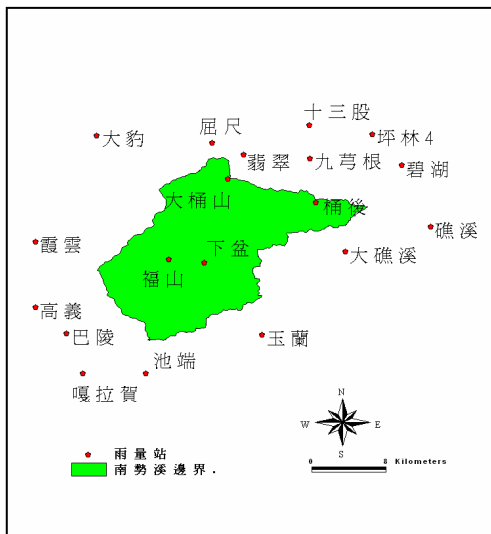 十三股
屈尺
大豹
坪林4
翡翠
九芎根
碧湖
大桶山
桶後
礁溪
霞雲
下盆
大礁溪
福山
高義
巴陵
玉蘭
池端
嘎拉賀
N
W E
S
雨量站
南勢溪邊界.
0 8 Kilometers